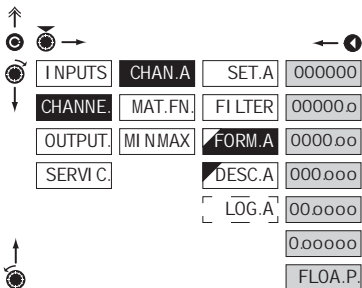 INPUTS CHAN.A SET.A 000000
CHANNE. MAT.FN. FILTER 00000.0
OUTPUT. MINMAX FORM.A 0000.00
SERVIC. DESC.A 000.000
LOG.A 00.0000
0.00000
FLOA.P.